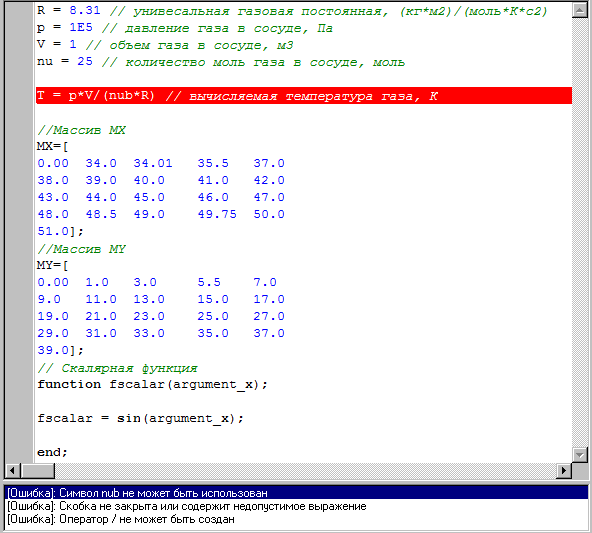 R = 8.31 // унивесальная газовая постоянная, (кг*м2)/(моль*К*с2)
p = 1E5 // давление газа в сосуде, Па
V = 1 // объем газа в сосуде, м3
nu = 25 // количество моль газа в сосуде, моль
T = p*V/(nub*R) // вычисляемая температура газа, К
//Массив MX
MX=[
0.00 34.0 34.01 35.5 37.0
38.0 39.0 40.0 41.0 42.0
43.0 44.0 45.0 46.0 47.0
48.0 48.5 49.0 49.75 50.0
51.0];
//Массив MY
MY=[
0.00 1.0 3.0 5.5 7.0
9.0 11.0 13.0 15.0 17.0
19.0 21.0 23.0 25.0 27.0
29.0 31.0 33.0 35.0 37.0
39.0];
// Скалярная функция
function fscalar(argument_x);
fscalar = sin(argument_x);
end;
[Ошибка]: Символ nub не может быть использован
[Ошибка]: Скобка не закрыта или содержит недопустимое выражение
[Ошибка]: Оператор / не может быть создан